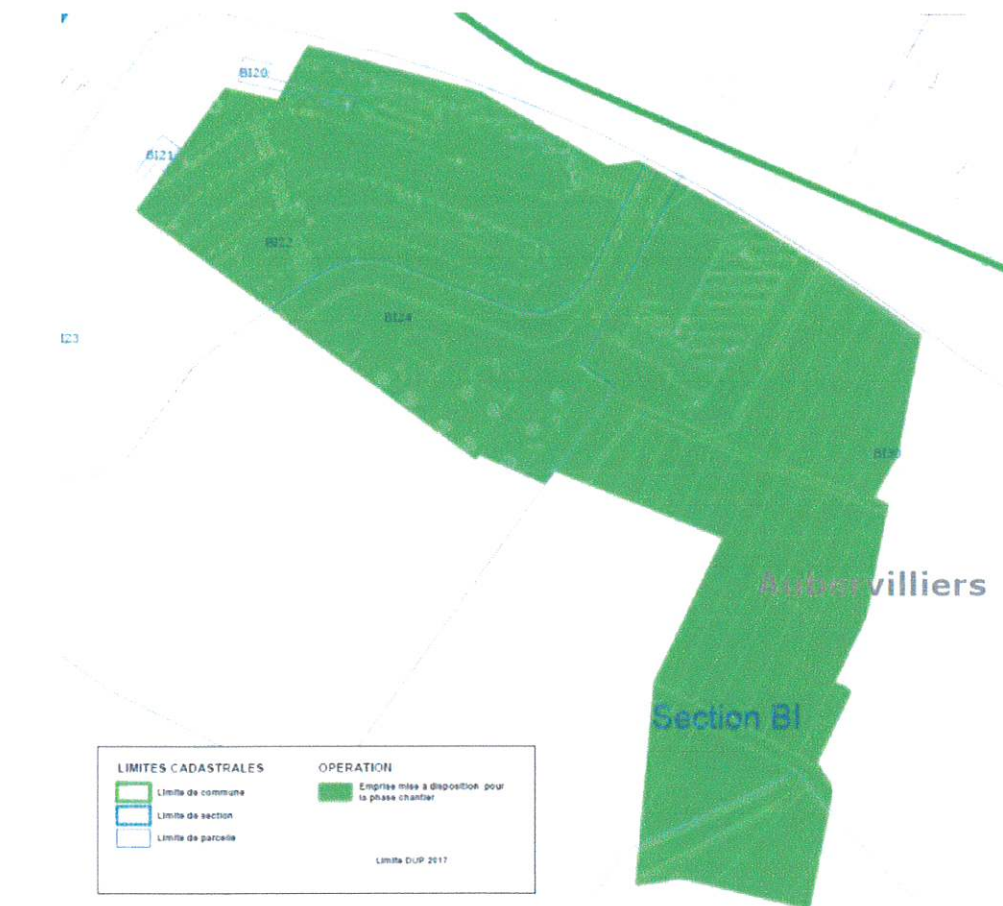 BI20
BI21
BI22
BI24
I23
BI30
Aubervilliers
Section BI
LIMITES CADASTRALES
OPERATION
Limite de commune
Emprise mise a disposition pour
la phase chantier
Limite de section
Limite de parcelle
Limite DUP 2017